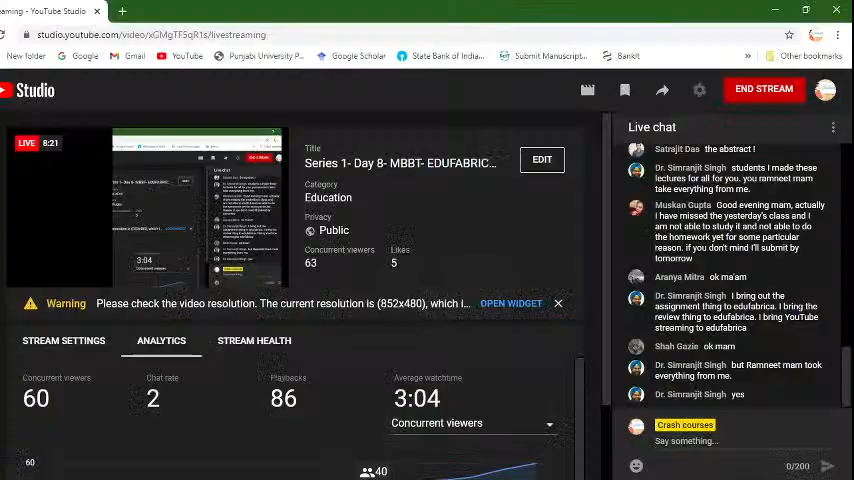 eaming - YouTube Studio
studio.youtube.com/video/xGMgTF5qR1s/livestreaming
New folder Google Gmail YouTube Punjabi University P... Google Scholar State Bank of India... Submit Manuscript... BankIt » Other bookmarks
Studio
END STREAM
LIVE 8:21
Title
Series 1- Day 8- MBBT- EDUFABRIC...
EDIT
Category
Education
Privacy
Public
Concurrent viewers Likes
63 5
Warning Please check the video resolution. The current resolution is (852x480), which i... OPEN WIDGET
STREAM SETTINGS ANALYTICS STREAM HEALTH
Concurrent viewers Chat rate Playbacks Average watchtime
60 2 86 3:04
Concurrent viewers
60
40
Live chat
Satrajit Das the abstract !
Dr. Simranjit Singh students I made these
lectures for all for you. you ramneet mam
take everything from me.
Muskan Gupta Good evening mam, actually
I have missed the yesterday's class and I
am not able to study it and not able to do
the homework yet for some particular
reason. if you don't mind i'll submit by
tomorrow
Aranya Mitra ok ma'am
Dr. Simranjit Singh I bring out the
assignment thing to edufabrica. I bring the
review thing to edufabrica. I bring YouTube
streaming to edufabrica
Shah Gazie ok mam
Dr. Simranjit Singh but Ramneet mam took
everything from me.
Dr. Simranjit Singh yes
Crash courses
Say something...
0/200